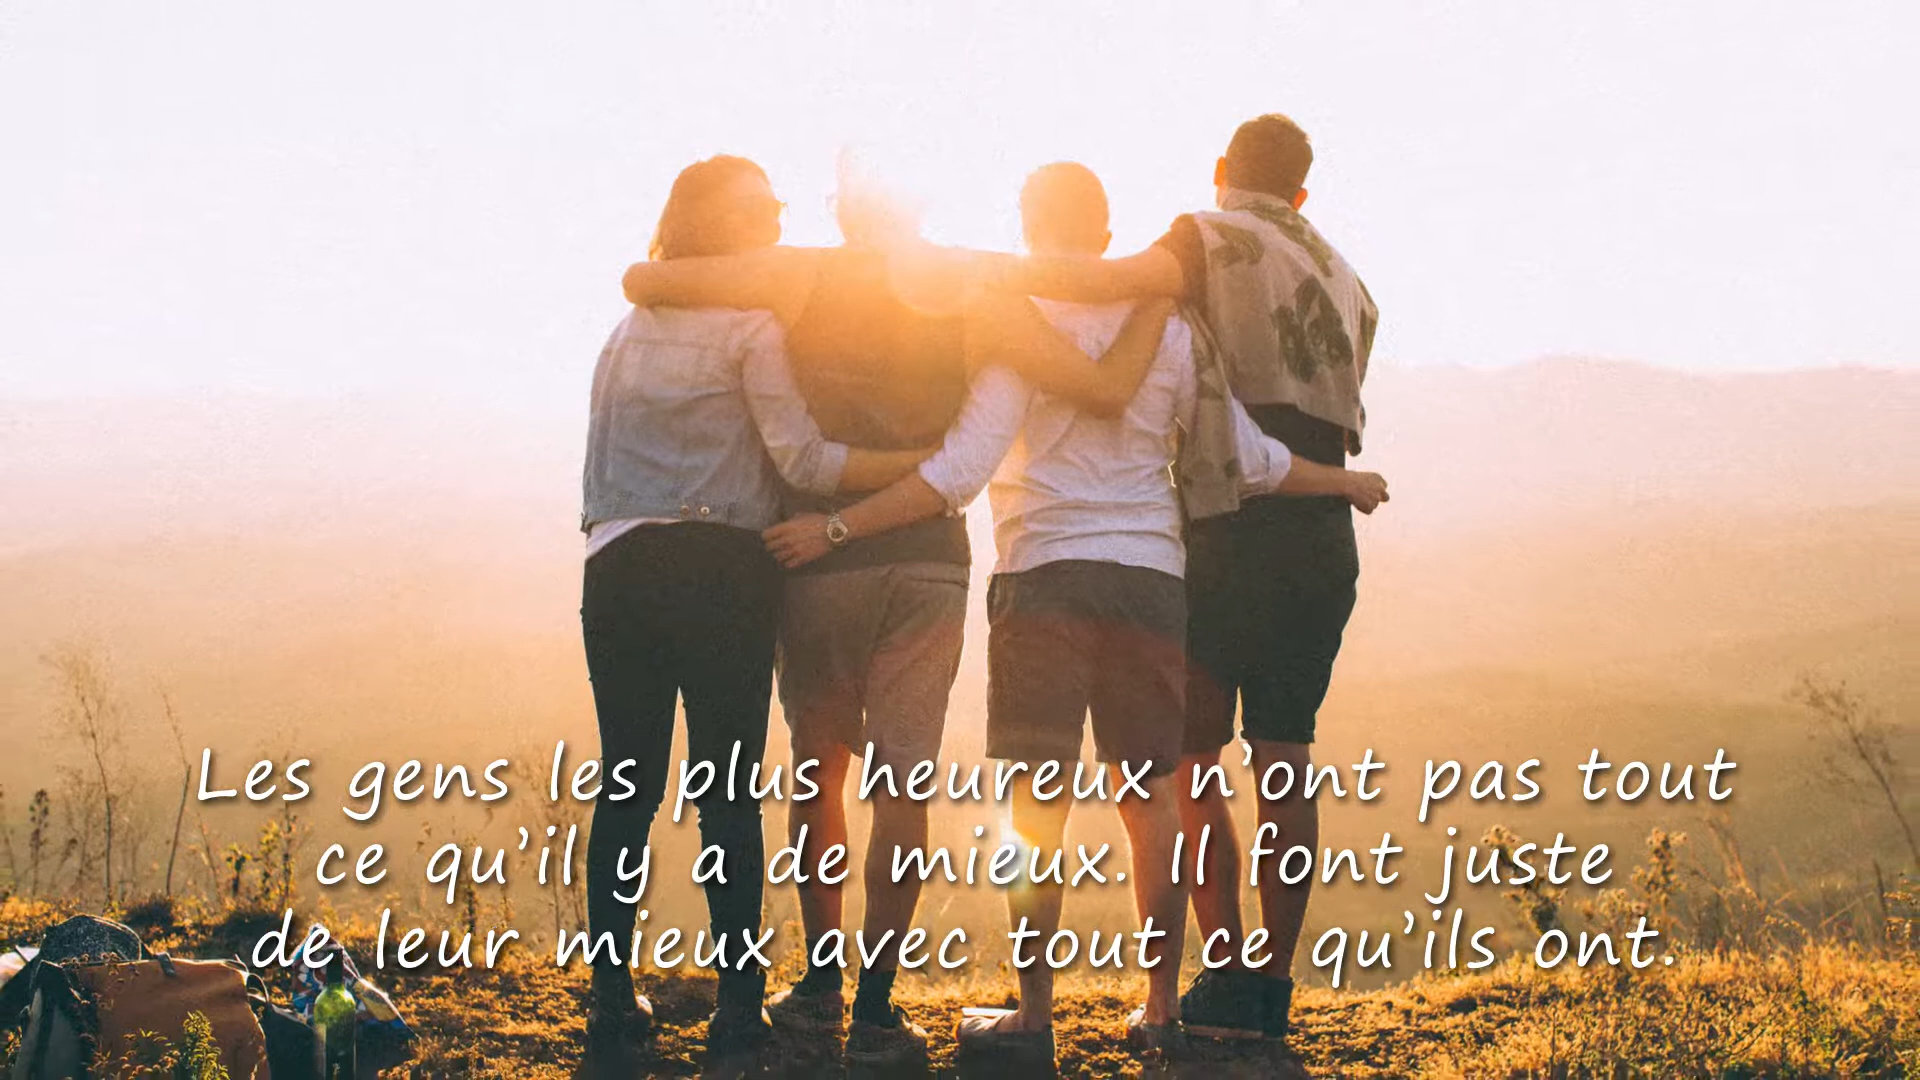 Les gens les plus heureux n’ont pas tout
ce qu’il y a de mieux. Il font juste
de leur mieux avec tout ce qu’ils ont.